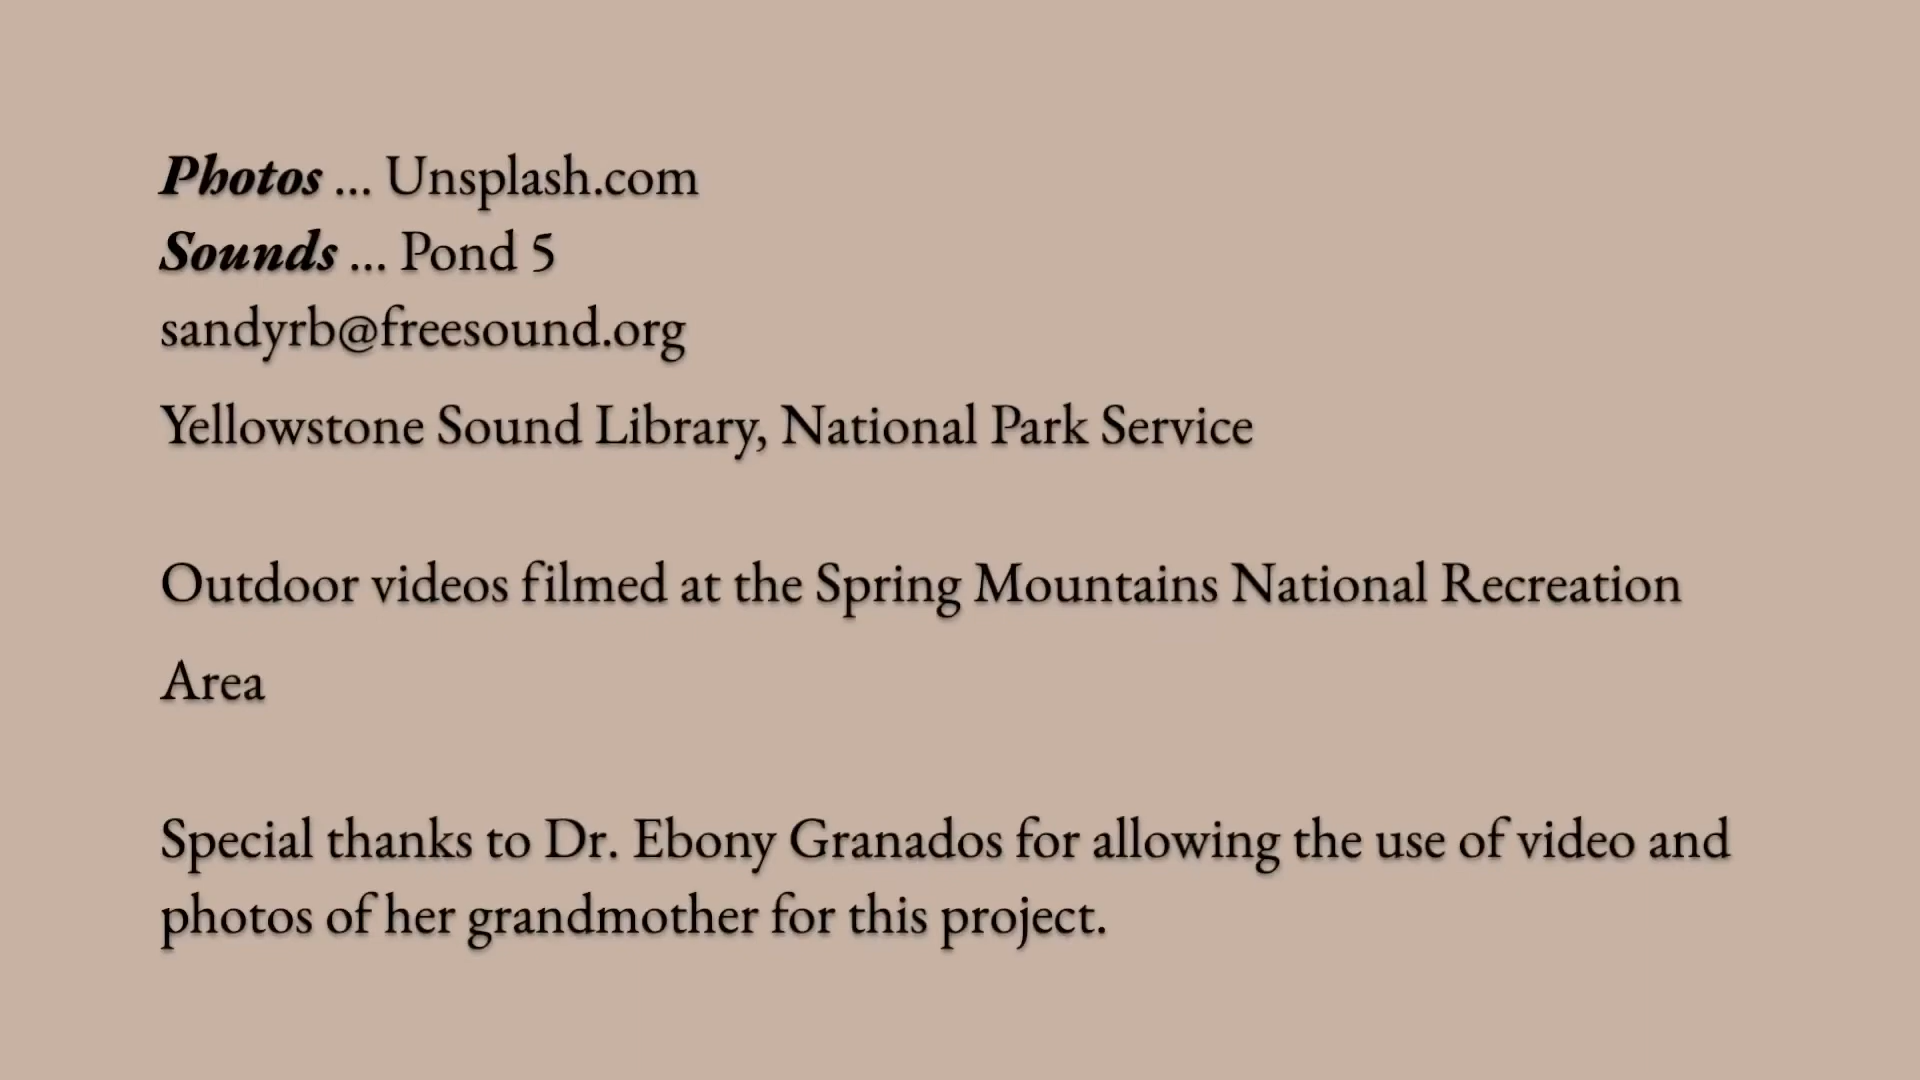 Photos ... Unsplash.com
Sounds ... Pond 5
sandyrb@freesound.org
Yellowstone Sound Library, National Park Service
Outdoor videos filmed at the Spring Mountains National Recreation
Area
Special thanks to Dr. Ebony Granados for allowing the use of video and
photos of her grandmother for this project.